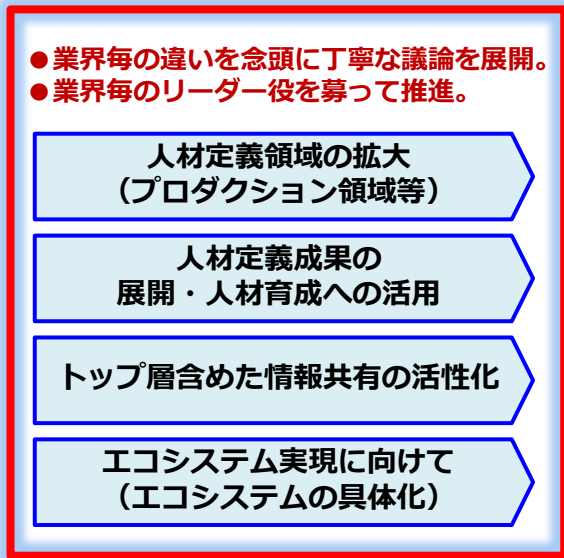 ●業界毎の違いを念頭に丁寧な議論を展開。
●業界毎のリーダー役を募って推進。
人材定義領域の拡大
（プロダクション領域等）
人材定義成果の
展開・人材育成への活用
トップ層含めた情報共有の活性化
エコシステム実現に向けて
（エコシステムの具体化）